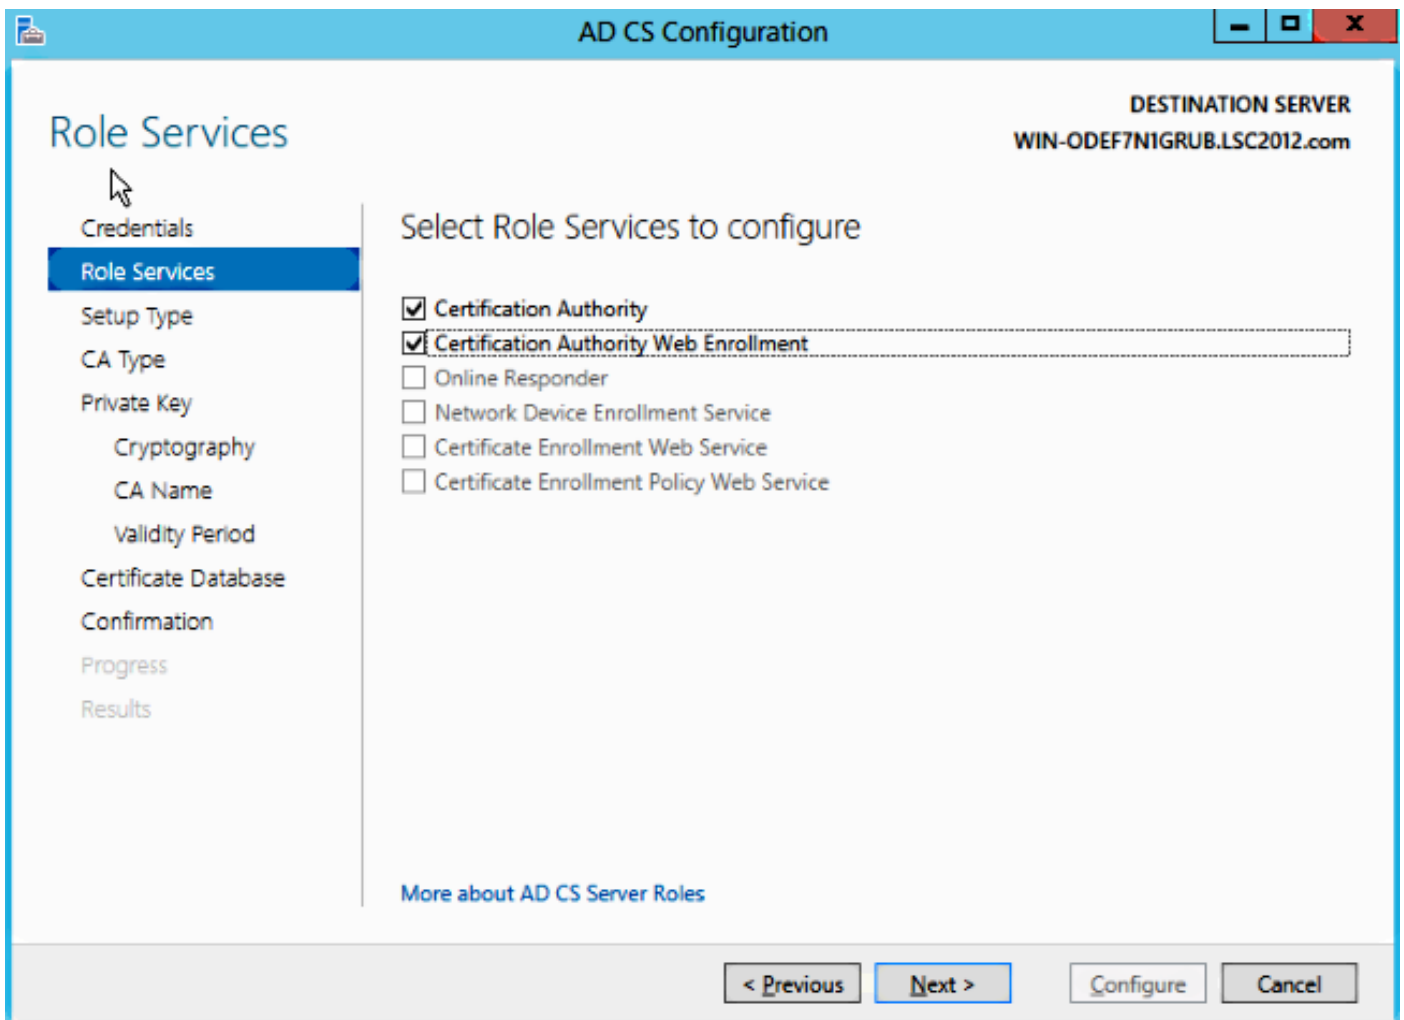 AD CS Configuration
DESTINATION SERVER
WIN-ODEF7N1GRUB.LSC2012.com
Role Services
Credentials
Role Services
Setup Type
CA Type
Private Key
Cryptography
CA Name
Validity Period
Certificate Database
Confirmation
Progress
Results
Select Role Services to configure
Certification Authority
Certification Authority Web Enrollment
Online Responder
Network Device Enrollment Service
Certificate Enrollment Web Service
Certificate Enrollment Policy Web Service
More about AD CS Server Roles
< Previous
Next >
Configure
Cancel